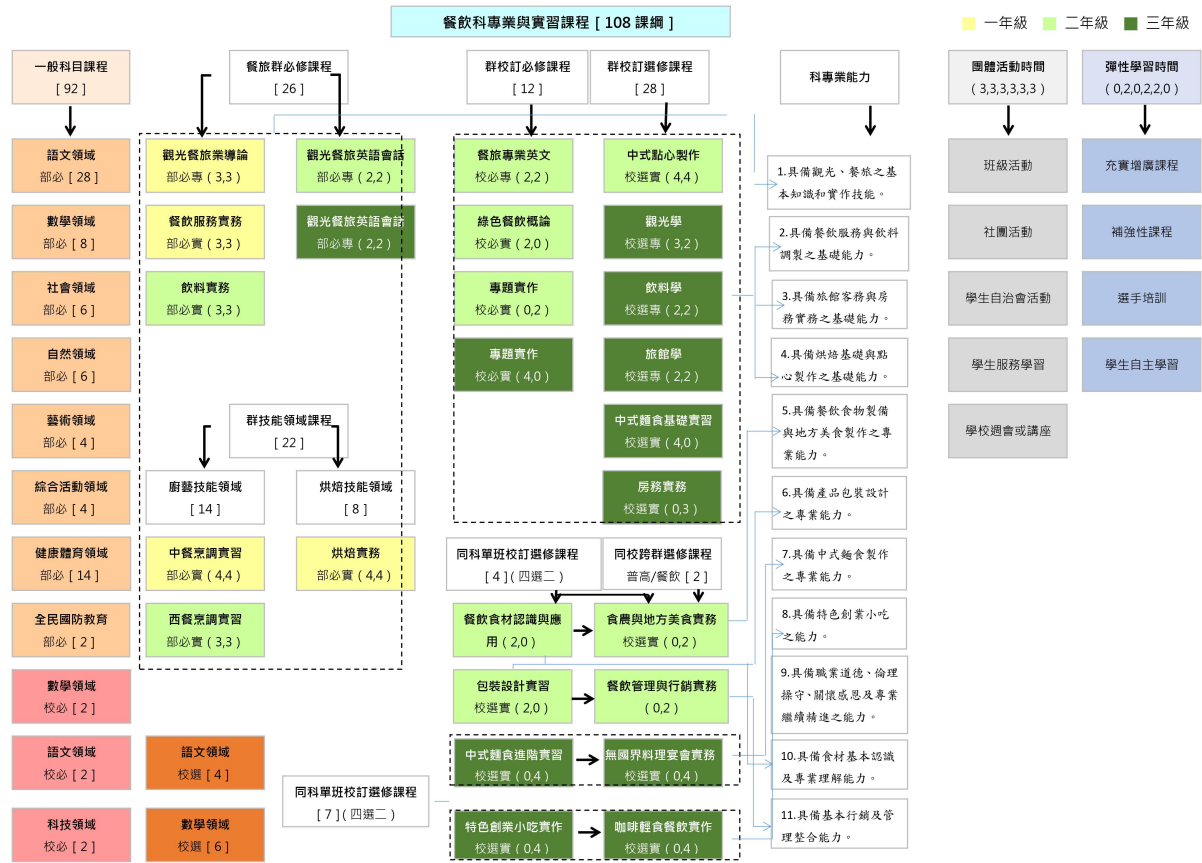 餐飲科專業與實習課程 [ 108 課綱 ]
一年級
二年級
三年級
一般科目課程
[ 92 ]
語文領域
部必 [ 28 ]
數學領域
部必 [ 8 ]
社會領域
部必 [ 6 ]
自然領域
部必 [ 6 ]
藝術領域
部必 [ 4 ]
綜合活動領域
部必 [ 4 ]
健康體育領域
部必 [ 14 ]
全民國防教育
部必 [ 2 ]
數學領域
校必 [ 2 ]
語文領域
校必 [ 2 ]
科技領域
校必 [ 2 ]
語文領域
校選 [ 4 ]
數學領域
校選 [ 6 ]
餐旅群必修課程
[ 26 ]
觀光餐旅業導論
部必專 ( 3,3 )
觀光餐旅英語會話
部必專 ( 2,2 )
餐飲服務實務
部必實 ( 3,3 )
觀光餐旅英語會話
部必專 ( 2,2 )
飲料實務
部必實 ( 3,3 )
群技能領域課程
[ 22 ]
廚藝技能領域
[ 14 ]
烘焙技能領域
[ 8 ]
中餐烹調實習
部必實 ( 4,4 )
烘焙實務
部必實 ( 4,4 )
西餐烹調實習
部必實 ( 3,3 )
群校訂必修課程
[ 12 ]
群校訂選修課程
[ 28 ]
餐旅專業英文
校必專 ( 2,2 )
中式點心製作
校選實 ( 4,4 )
綠色餐飲概論
校必實 ( 2,0 )
觀光學
校選專 ( 3,2 )
專題實作
校必實 ( 0,2 )
飲料學
校選專 ( 2,2 )
專題實作
校必實 ( 4,0 )
旅館學
校選專 ( 2,2 )
中式麵食基礎實習
校選實 ( 4,0 )
房務實務
校選實 ( 0,3 )
同科單班校訂選修課程
[ 4 ] ( 四選二 )
同校跨群選修課程
普高/餐飲 [ 2 ]
餐飲食材認識與應
用 ( 2,0 )
食農與地方美食實務
校選實 ( 0,2 )
包裝設計實習
校選實 ( 2,0 )
餐飲管理與行銷實務
( 0,2 )
同科單班校訂選修課程
[ 7 ] ( 四選二 )
中式麵食進階實習
校選實 ( 0,4 )
無國界料理宴會實務
校選實 ( 0,4 )
特色創業小吃實作
校選實 ( 0,4 )
咖啡輕食餐飲實作
校選實 ( 0,4 )
科專業能力
1.具備觀光、餐旅之基
本知識和實作技能。
2.具備餐飲服務與飲料
調製之基礎能力。
3.具備旅館客務與房
務實務之基礎能力。
4.具備烘焙基礎與點
心製作之基礎能力。
5.具備餐飲食物製備
與地方美食製作之專
業能力。
6.具備產品包裝設計
之專業能力。
7.具備中式麵食製作
之專業能力。
8.具備特色創業小吃
之能力。
9.具備職業道德、倫理
操守、關懷感恩及專業
繼續精進之能力。
10.具備食材基本認識
及專業理解能力。
11.具備基本行銷及管
理整合能力。
團體活動時間
( 3,3,3,3,3,3 )
班級活動
社團活動
學生自治會活動
學生服務學習
學校週會或講座
彈性學習時間
( 0,2,0,2,2,0 )
充實增廣課程
補強性課程
選手培訓
學生自主學習